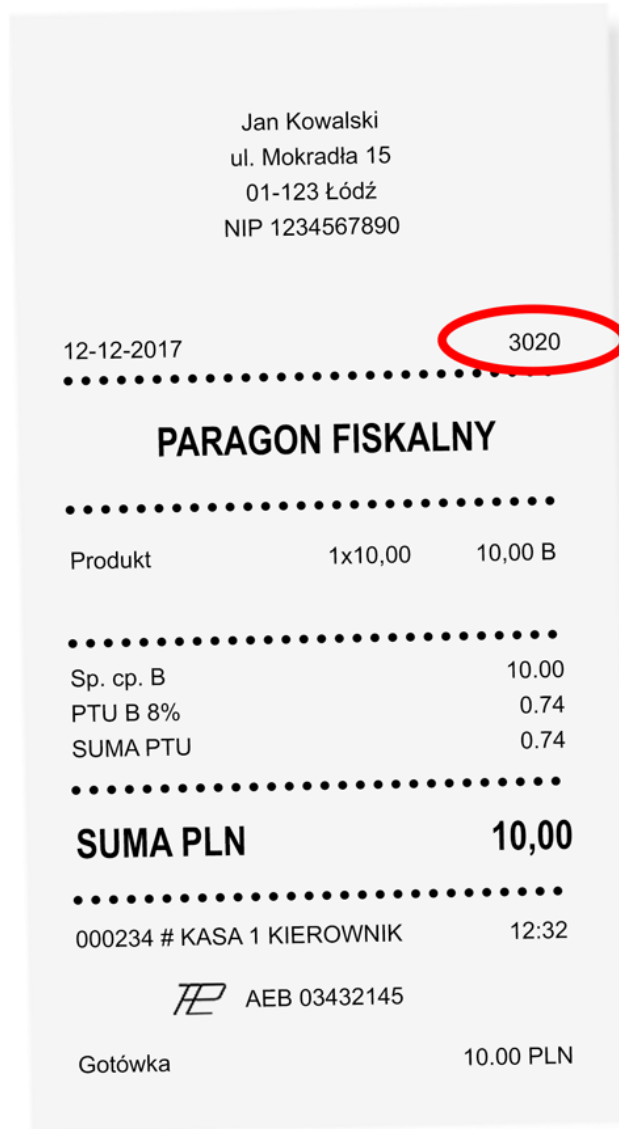 Jan Kowalski
ul. Mokradła 15
01-123 Łódź
NIP 1234567890
12-12-2017 3020
PARAGON FISKALNY
Produkt 1x10,00 10,00 B
Sp. cp. B 10.00
PTU B 8% 0.74
SUMA PTU 0.74
SUMA PLN 10,00
000234 # KASA 1 KIEROWNIK 12:32
AEB 03432145
Gotówka 10.00 PLN